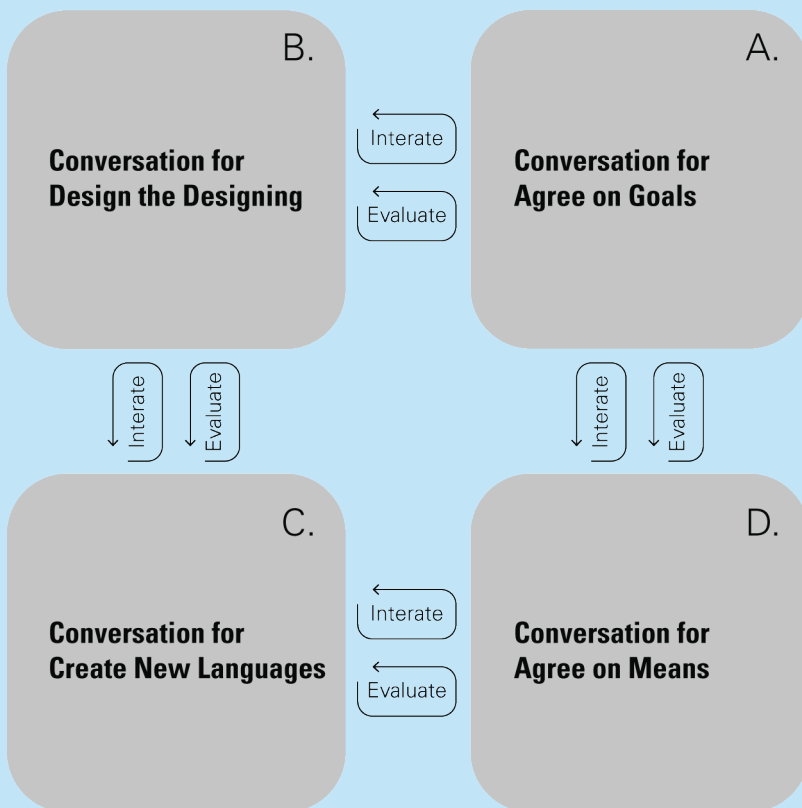 B.
Conversation for
Design the Designing
Interate
Evaluate
A.
Conversation for
Agree on Goals
Interate
Evaluate
Interate
Evaluate
C.
Conversation for
Create New Languages
Interate
Evaluate
D.
Conversation for
Agree on Means